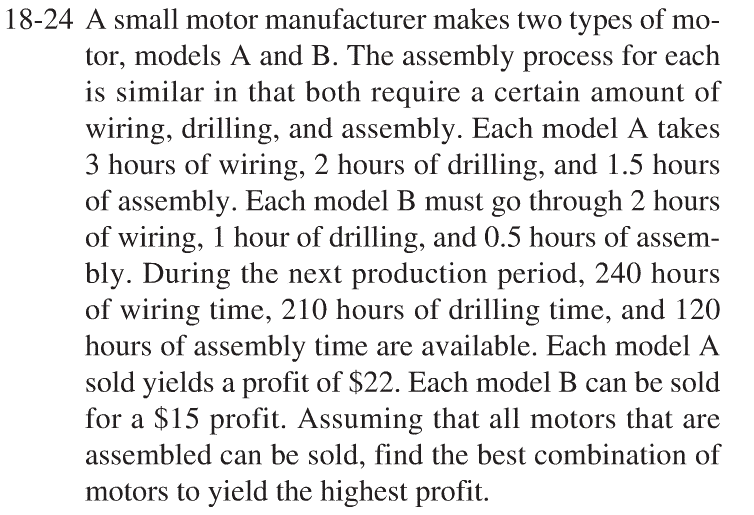 18-24 A small motor manufacturer makes two types of mo-
tor, models A and B. The assembly process for each
is similar in that both require a certain amount of
wiring, drilling, and assembly. Each model A takes
3 hours of wiring, 2 hours of drilling, and 1.5 hours
of assembly. Each model B must go through 2 hours
of wiring, 1 hour of drilling, and 0.5 hours of assem-
bly. During the next production period, 240 hours
of wiring time, 210 hours of drilling time, and 120
hours of assembly time are available. Each model A
sold yields a profit of $22. Each model B can be sold
for a $15 profit. Assuming that all motors that are
assembled can be sold, find the best combination of
motors to yield the highest profit.